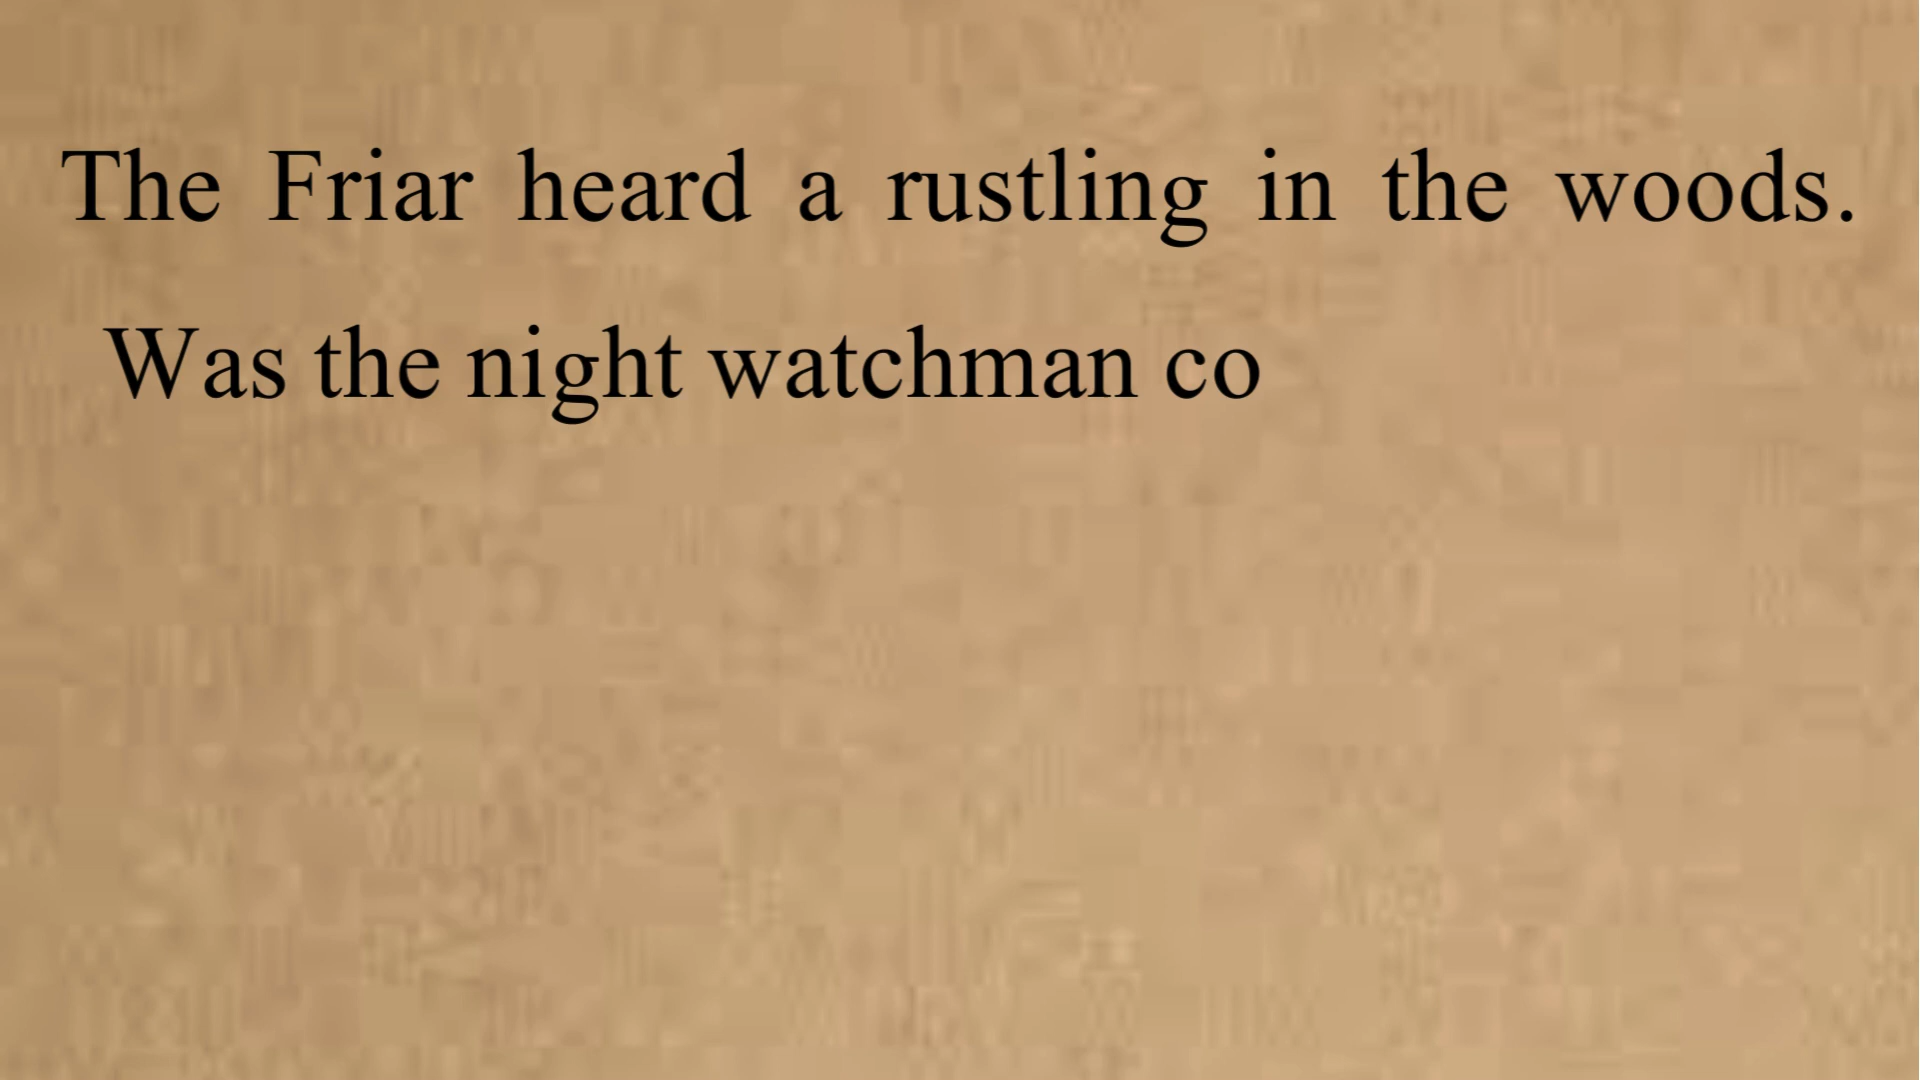 The Friar heard a rustling in the woods.
Was the night watchman co